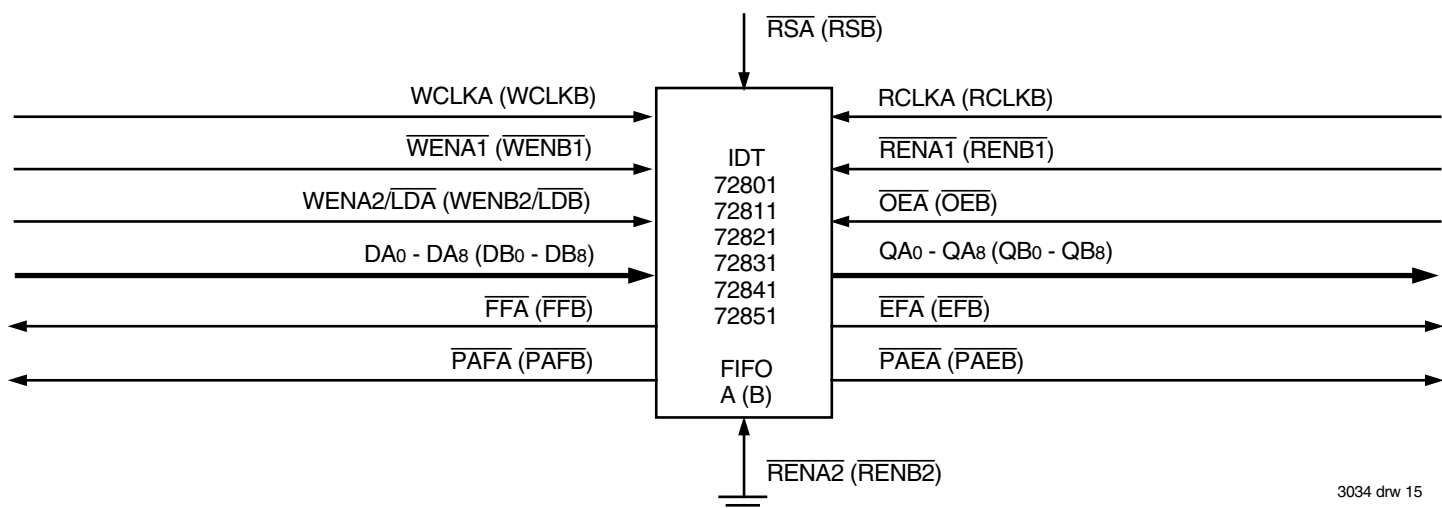 RSA (RSB)
WCLKA (WCLKB)
RCLKA (RCLKB)
WENA1 (WENB1)
RENA1 (RENB1)
WENA2/LDA (WENB2/LDB)
OEA (OEB)
DA0 - DA8 (DB0 - DB8)
QA0 - QA8 (QB0 - QB8)
FFA (FFB)
EFA (EFB)
PAFA (PAFB)
PAEA (PAEB)
IDT
72801
72811
72821
72831
72841
72851
FIFO
A (B)
RENA2 (RENB2)
3034 drw 15